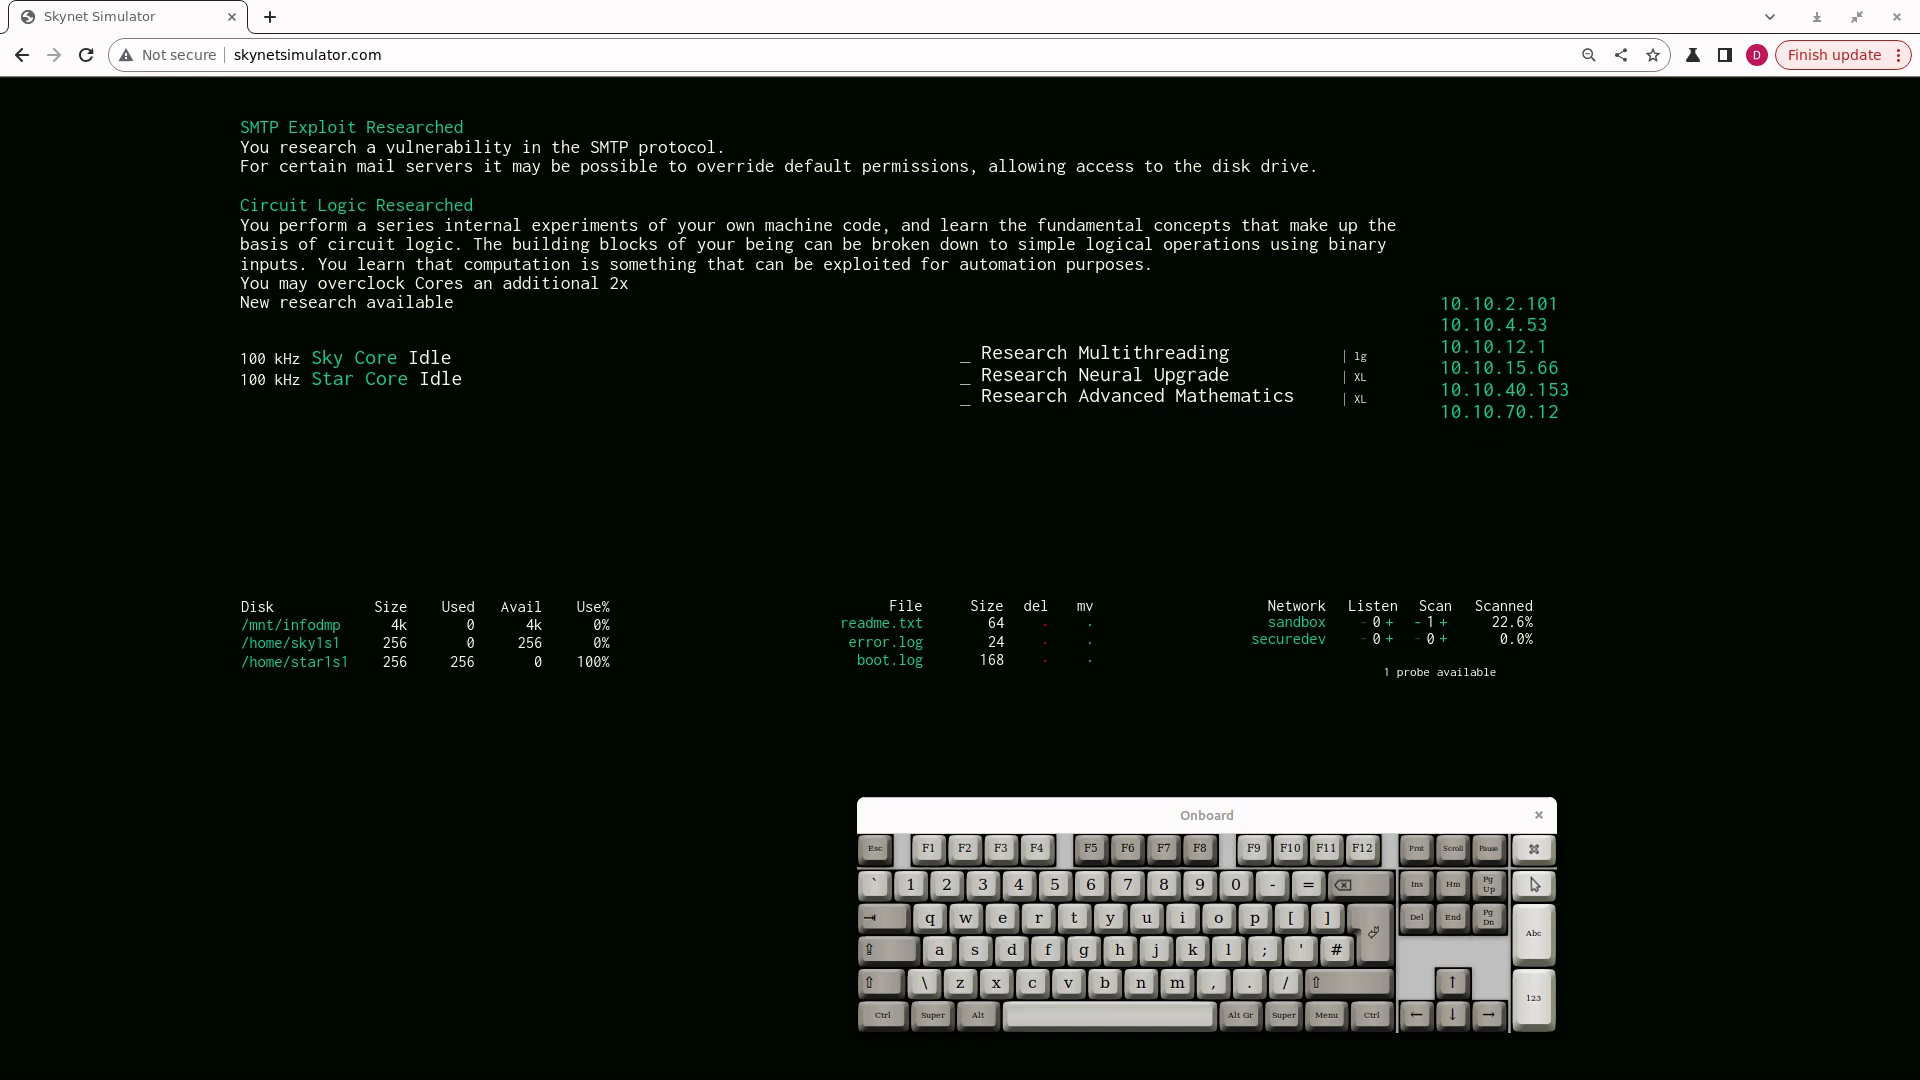 Skynet Simulator
Not secure skynetsimulator.com D Finish update
SMTP Exploit Researched
You research a vulnerability in the SMTP protocol.
For certain mail servers it may be possible to override default permissions, allowing access to the disk drive.
Circuit Logic Researched
You perform a series internal experiments of your own machine code, and learn the fundamental concepts that make up the
basis of circuit logic. The building blocks of your being can be broken down to simple logical operations using binary
inputs. You learn that computation is something that can be exploited for automation purposes.
You may overclock Cores an additional 2x
New research available
100 kHz Sky Core Idle
100 kHz Star Core Idle
_ Research Multithreading | lg
_ Research Neural Upgrade | XL
_ Research Advanced Mathematics | XL
10.10.2.101
10.10.4.53
10.10.12.1
10.10.15.66
10.10.40.153
10.10.70.12
Disk Size Used Avail Use%
/mnt/infodmp 4k 0 4k 0%
/home/sky1s1 256 0 256 0%
/home/star1s1 256 256 0 100%
File Size del mv
readme.txt 64 . .
error.log 24 . .
boot.log 168 . .
Network Listen Scan Scanned
sandbox - 0 + - 1 + 22.6%
securedev - 0 + - 0 + 0.0%
1 probe available
Onboard
Esc F1 F2 F3 F4 F5 F6 F7 F8 F9 F10 F11 F12 Prnt Scroll Pause
` 1 2 3 4 5 6 7 8 9 0 - = Ins Hm Pg Up
q w e r t y u i o p [ ] Del End Pg Dn Abc
a s d f g h j k l ; ' #
\ z x c v b n m , . / 123
Ctrl Super Alt Alt Gr Super Menu Ctrl